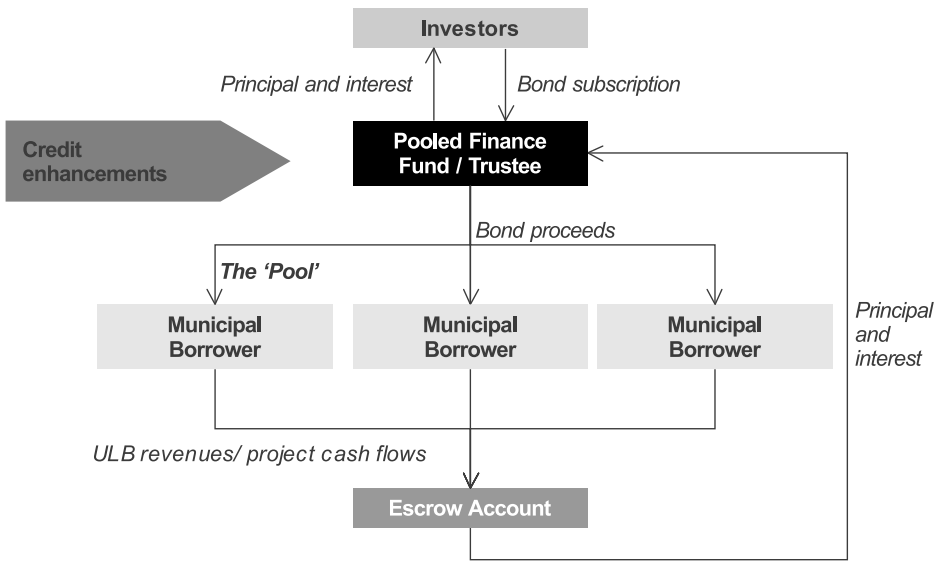 Investors
Principal and interest
Bond subscription
Credit
enhancements
Pooled Finance
Fund / Trustee
Bond proceeds
The ‘Pool’
Municipal
Borrower
Municipal
Borrower
Municipal
Borrower
Principal
and
interest
ULB revenues/ project cash flows
Escrow Account